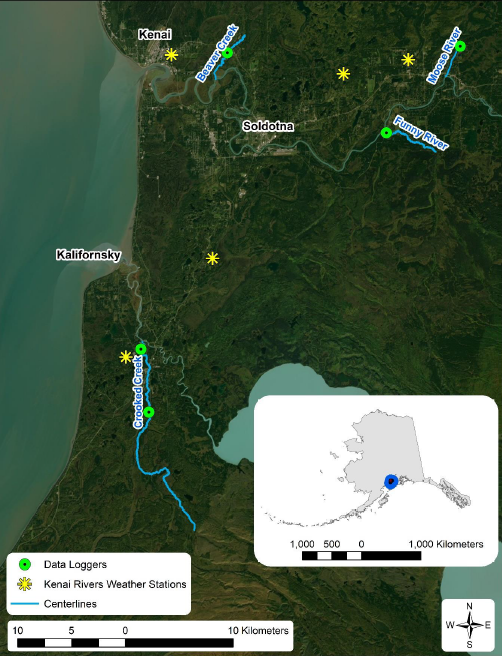 Kenai
Beaver Creek
Moose River
Soldotna
Funny River
Kalifornsky
Crooked Creek
1,000 500 0 1,000 Kilometers
Data Loggers
Kenai Rivers Weather Stations
Centerlines
10 5 0 10 Kilometers
N
W E
S